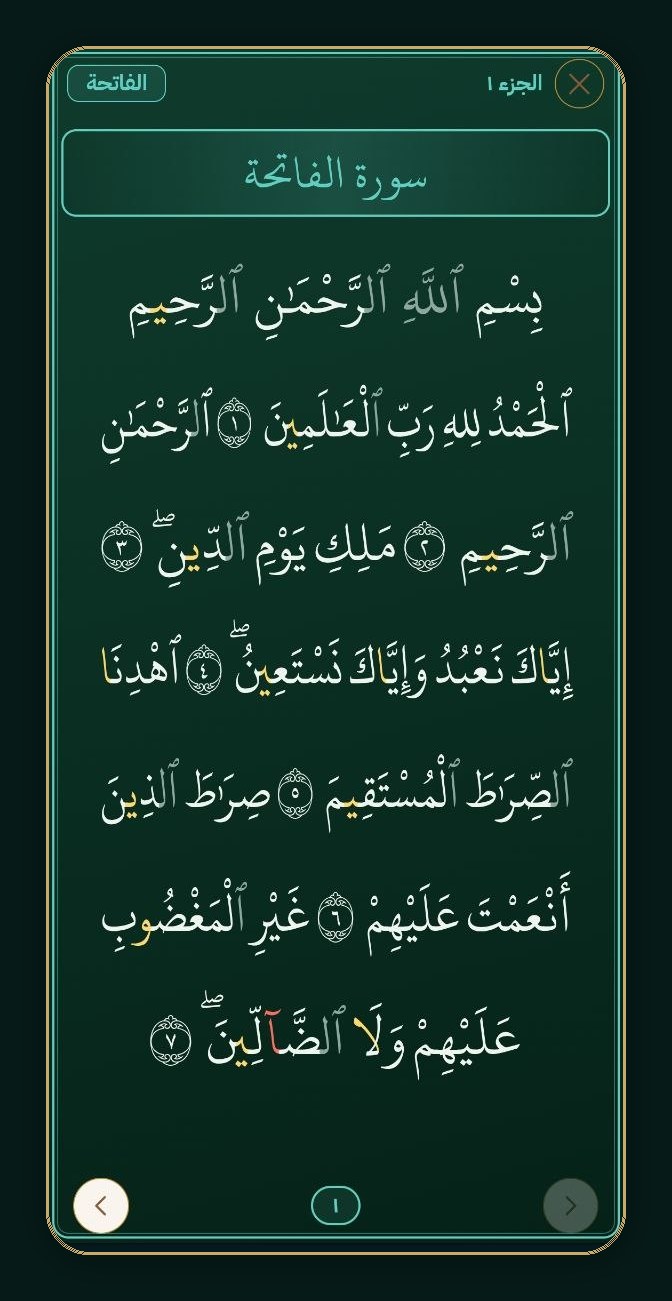 الجزء ١
الفاتحة
سورة الفاتحة
بِسْمِ ٱللَّهِ ٱلرَّحْمَٰنِ ٱلرَّحِيمِ
ٱلْحَمْدُ لِلهِ رَبِّ ٱلْعَٰلَمِينَ ١ ٱلرَّحْمَٰنِ
ٱلرَّحِيمِ ٢ مَلِكِ يَوْمِ ٱلدِّينِ ۖ ٣
إِيَّاكَ نَعْبُدُ وَإِيَّاكَ نَسْتَعِينُ ۖ ٤ ٱهْدِنَا
ٱلصِّرَٰطَ ٱلْمُسْتَقِيمَ ٥ صِرَٰطَ ٱلذِينَ
أَنْعَمْتَ عَلَيْهِمْ ٦ غَيْرِ ٱلْمَغْضُوبِ
عَلَيْهِمْ وَلَا ٱلضَّآلِّينَ ۖ ٧
١